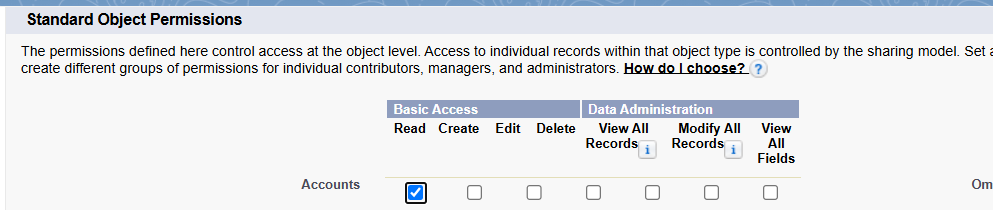 Standard Object Permissions
The permissions defined here control access at the object level. Access to individual records within that object type is controlled by the sharing model. Set
create different groups of permissions for individual contributors, managers, and administrators. How do I choose? ?
Basic Access Data Administration
Read Create Edit Delete View All Records i Modify All Records i View All Fields
Accounts
Om